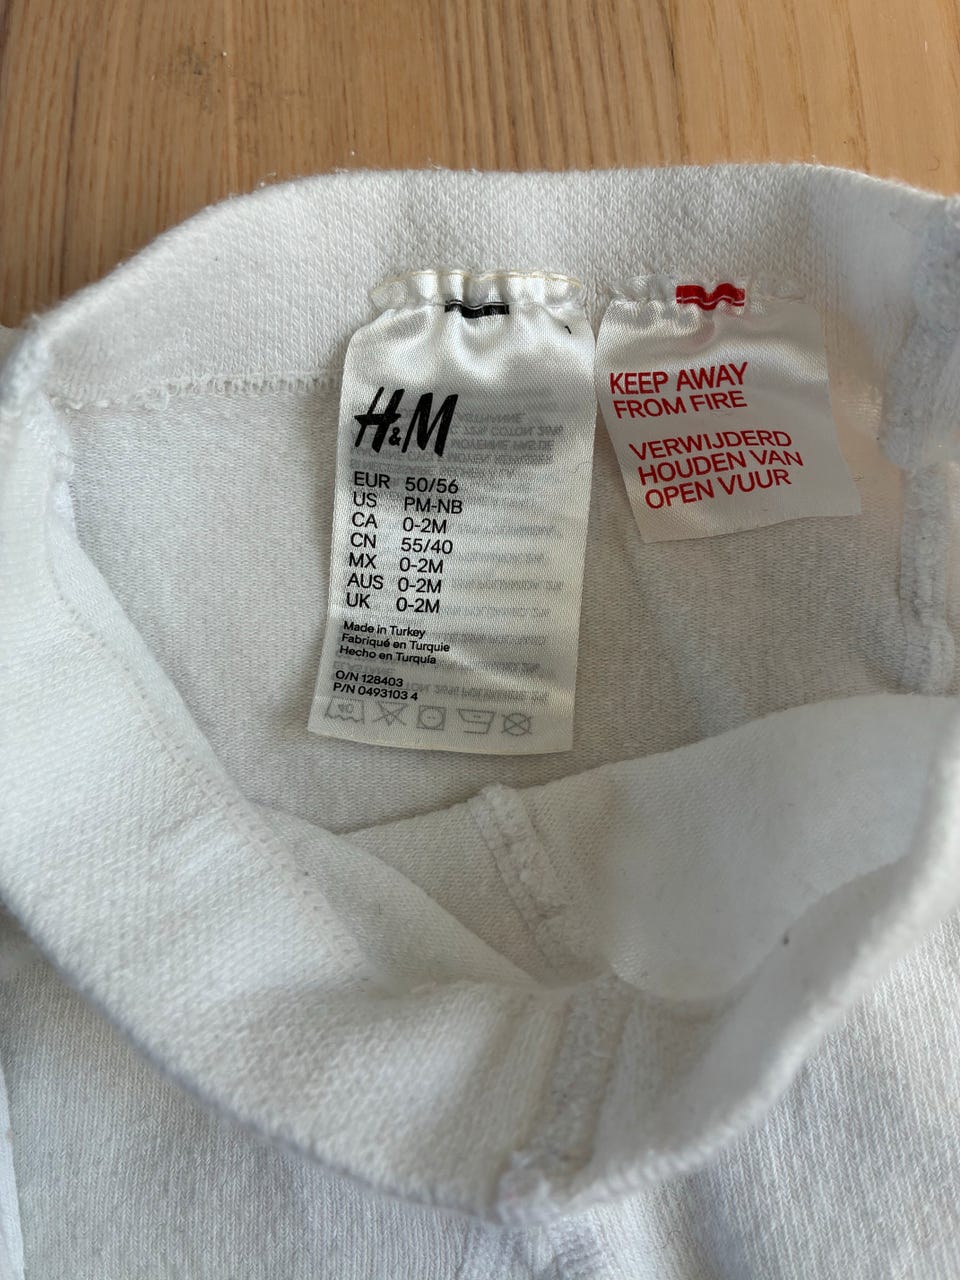 H&M
EUR 50/56
US PM-NB
CA 0-2M
CN 55/40
MX 0-2M
AUS 0-2M
UK 0-2M
Made in Turkey
Fabriqué en Turquie
Hecho en Turquía
O/N 128403
P/N 0493103 4
40
KEEP AWAY
FROM FIRE
VERWIJDERD
HOUDEN VAN
OPEN VUUR